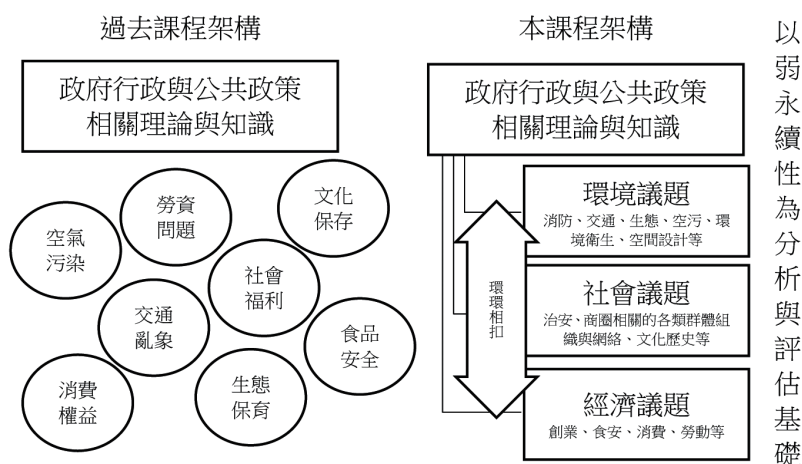 過去課程架構
政府行政與公共政策
相關理論與知識
空氣
污染
勞資
問題
文化
保存
社會
福利
交通
亂象
食品
安全
消費
權益
生態
保育
本課程架構
政府行政與公共政策
相關理論與知識
環環相扣
環境議題
消防、交通、生態、空污、環
境衛生、空間設計等
社會議題
治安、商圈相關的各類群體組
織與網絡、文化歷史等
經濟議題
創業、食安、消費、勞動等
以弱永續性為分析與評估基礎